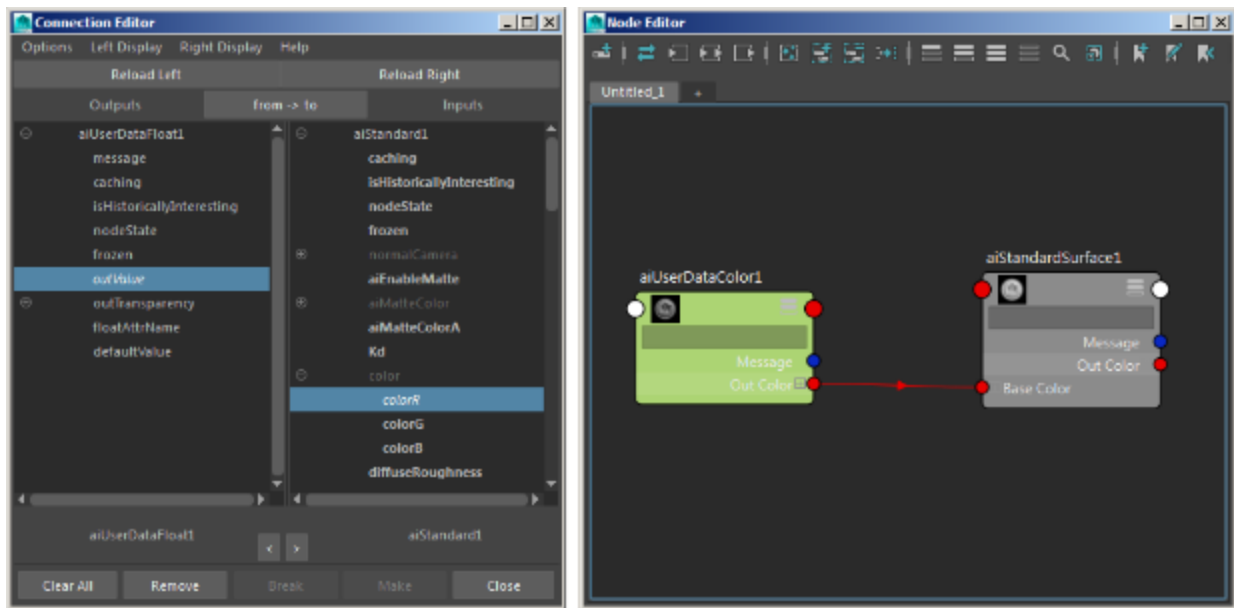 Connection Editor
Options Left Display Right Display Help
Reload Left Reload Right
Outputs from -> to Inputs
aiUserDataFloat1
message
caching
isHistoricallyInteresting
nodeState
frozen
outValue
outTransparency
floatAttrName
defaultValue
aiStandard1
caching
isHistoricallyInteresting
nodeState
frozen
normalCamera
aiEnableMatte
aiMatteColor
aiMatteColorA
Kd
color
colorR
colorG
colorB
diffuseRoughness
aiUserDataFloat1 < > aiStandard1
Clear All Remove Break Make Close
Node Editor
Untitled_1 +
aiUserDataColor1
Message
Out Color
aiStandardSurface1
Message
Out Color
Base Color